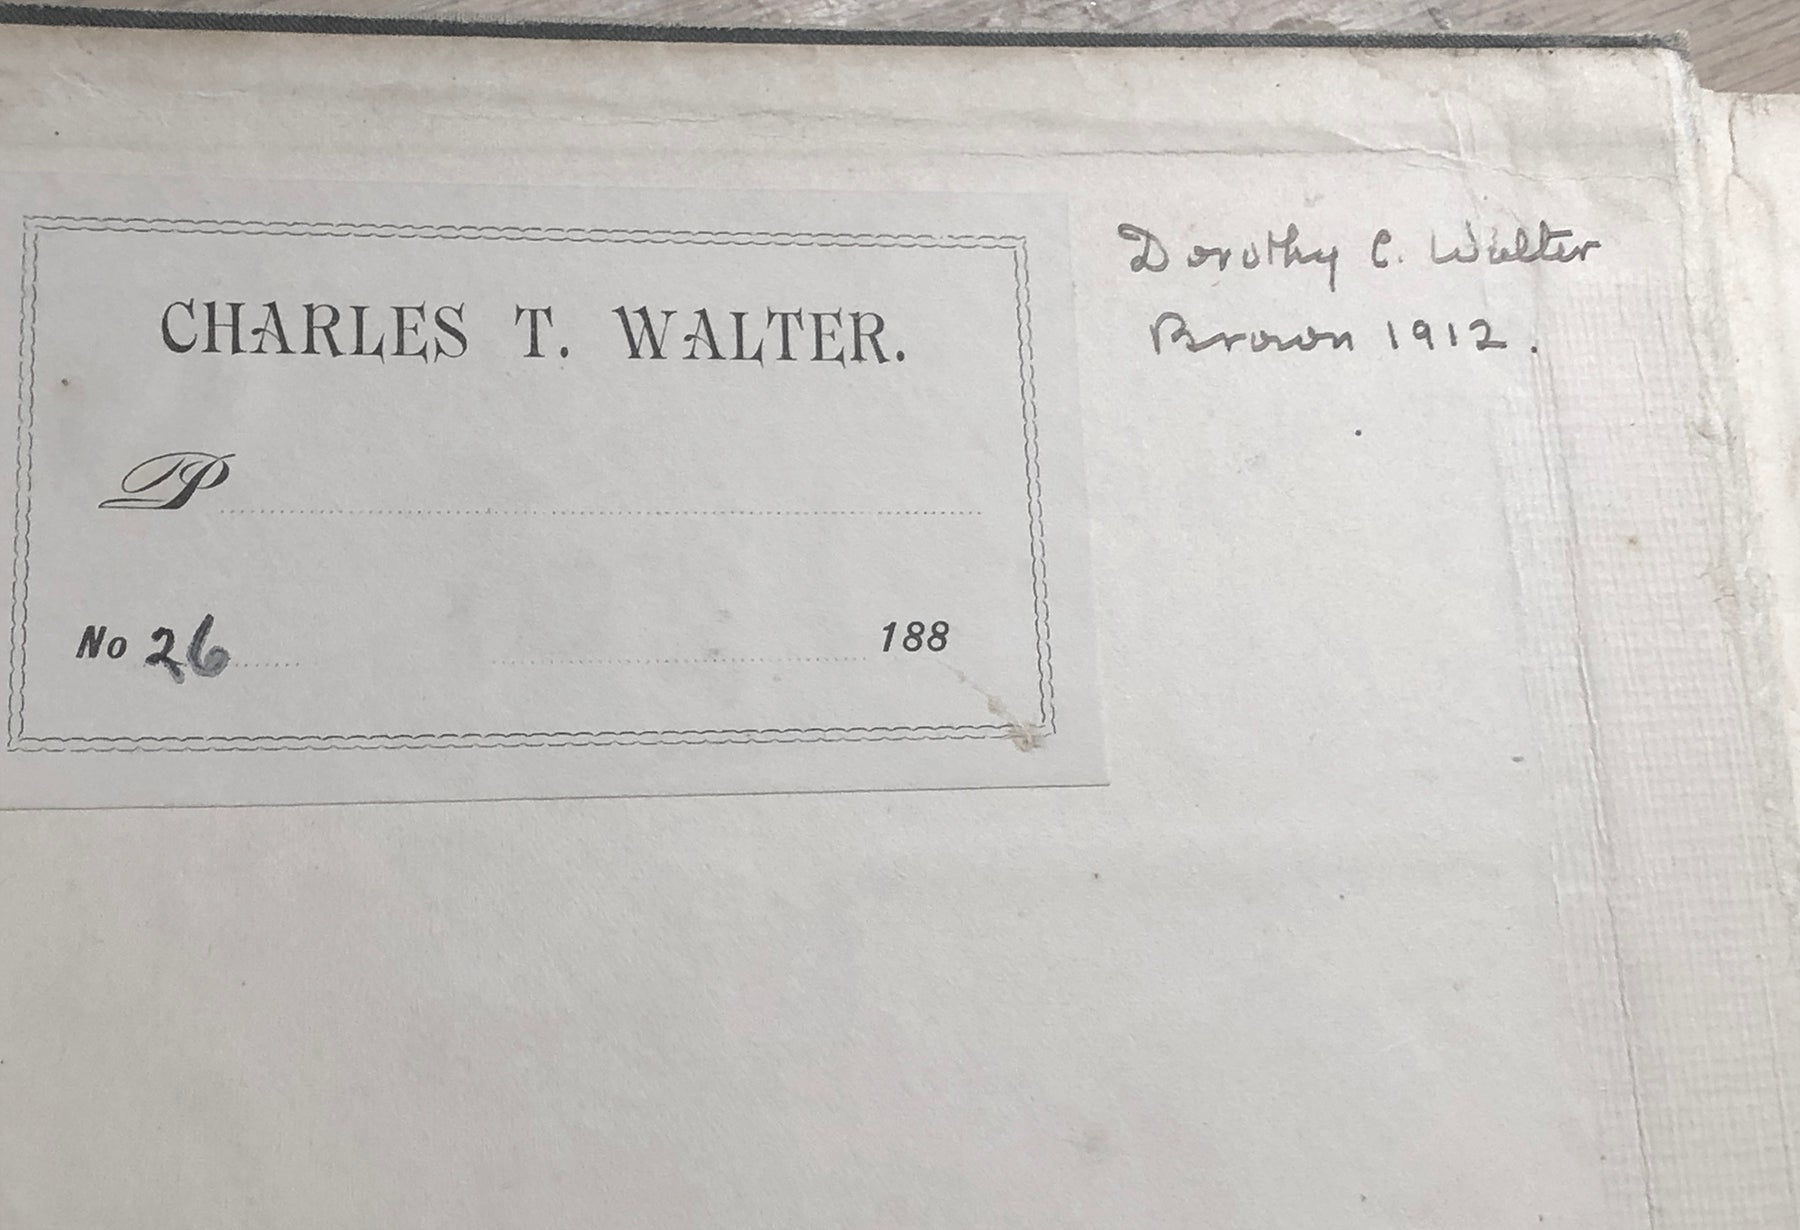 CHARLES T. WALTER.
P
No 26 188
Dorothy C. Walter
Brown 1912.